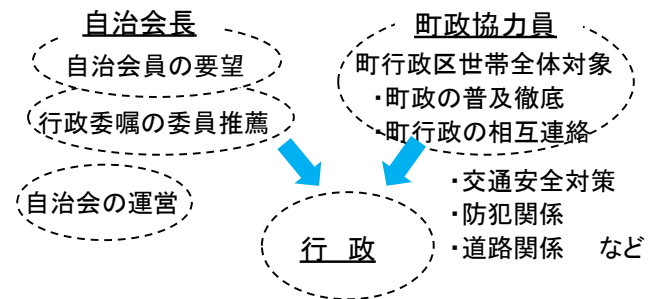 自治会長
自治会員の要望
行政委嘱の委員推薦
自治会の運営
町政協力員
町行政区世帯全体対象
・町政の普及徹底
・町行政の相互連絡
行　政
・交通安全対策
・防犯関係
・道路関係　など